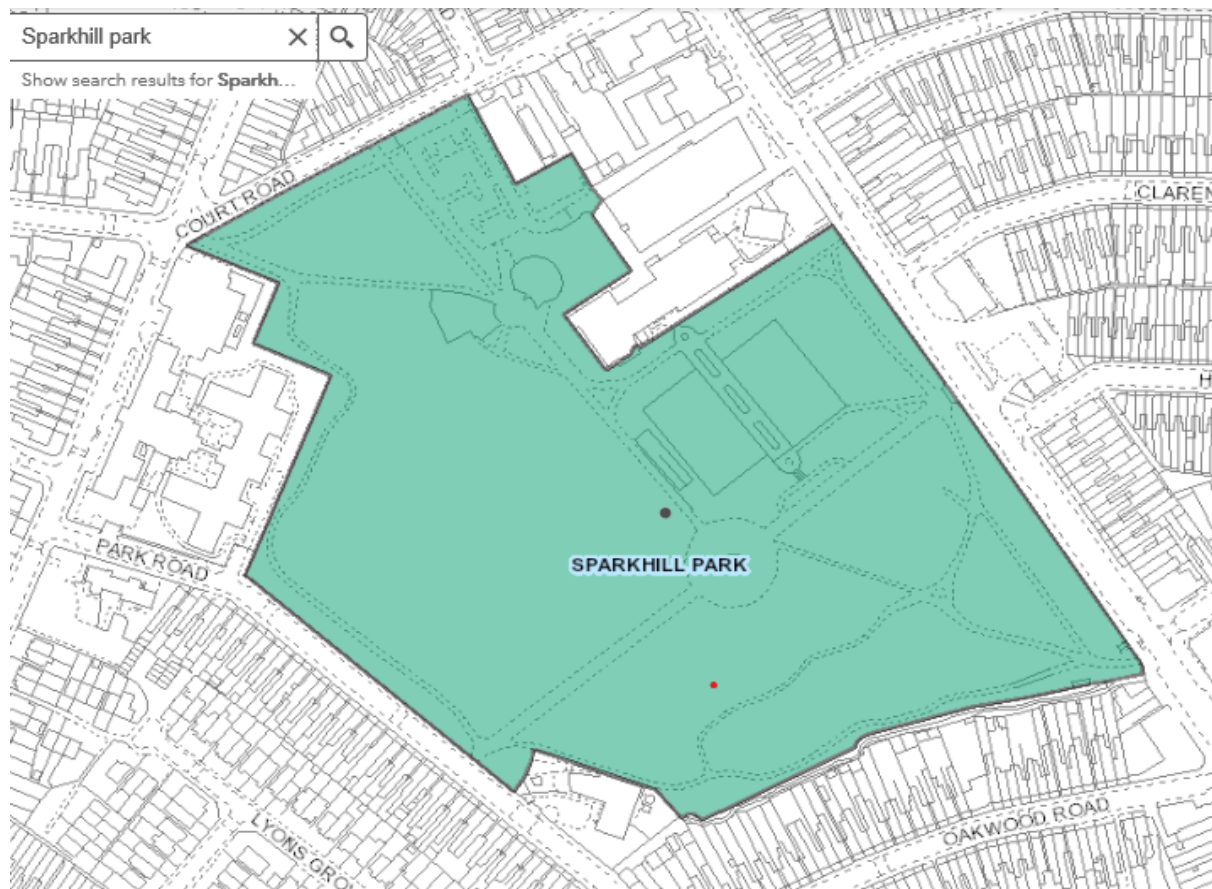 Sparkhill park
Show search results for Sparkh...
COURT ROAD
CLAREN
H
PARK ROAD
SPARKHILL PARK
LYONS GRO
OAKWOOD ROAD